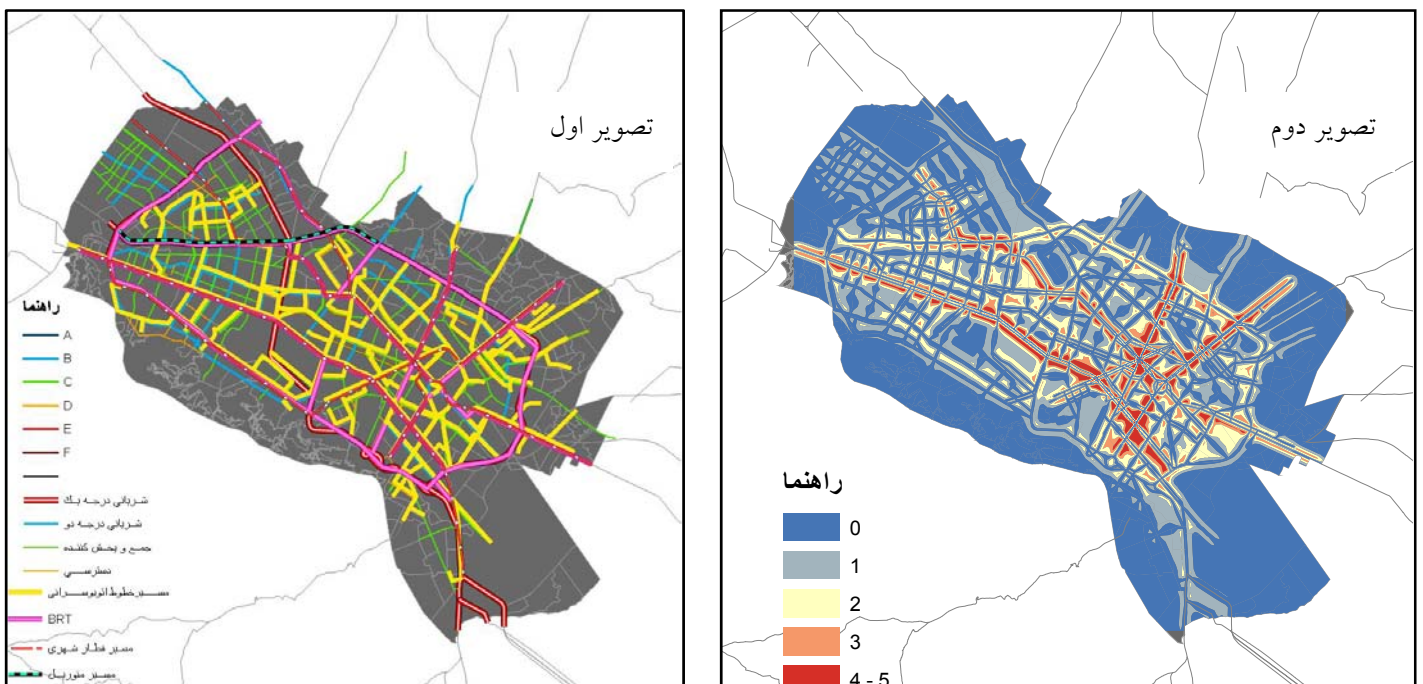 تصویر اول
راهنما
A
B
C
D
E
F
شریانی درجه یک
شریانی درجه دو
جمع و پخش کننده
دسترسی
مسیر خطوط اتوبوسرانی
BRT
مسیر قطار شهری
مسیر منوریل
تصویر دوم
راهنما
0
1
2
3
4 - 5